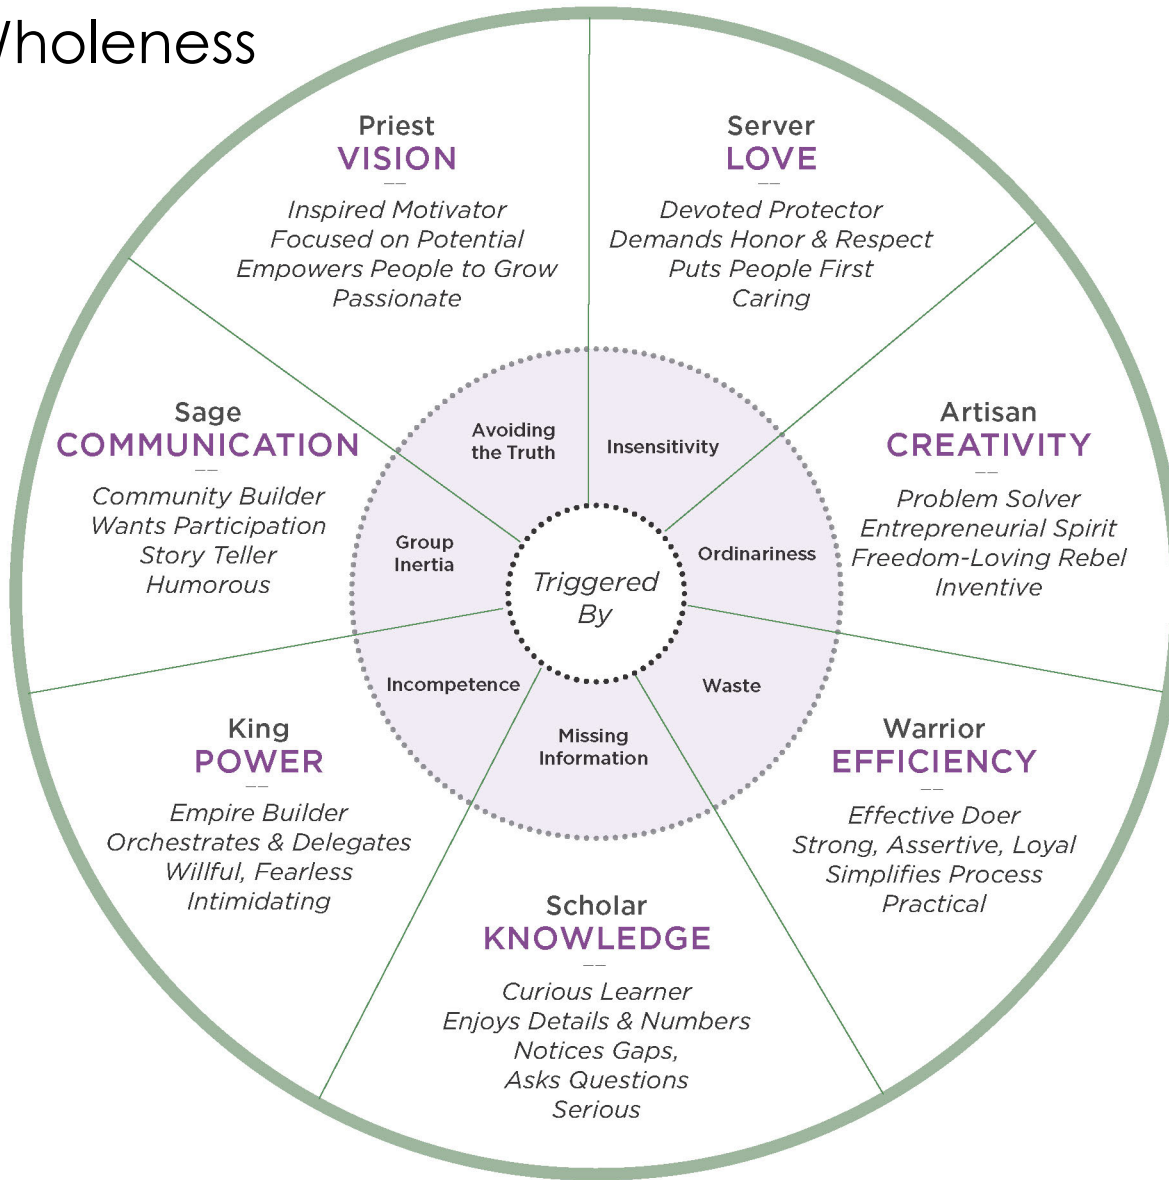 Wholeness
Priest
VISION
Inspired Motivator
Focused on Potential
Empowers People to Grow
Passionate
Server
LOVE
Devoted Protector
Demands Honor & Respect
Puts People First
Caring
Sage
COMMUNICATION
Community Builder
Wants Participation
Story Teller
Humorous
Artisan
CREATIVITY
Problem Solver
Entrepreneurial Spirit
Freedom-Loving Rebel
Inventive
Avoiding
the Truth
Insensitivity
Group
Inertia
Ordinariness
Triggered
By
Incompetence
Waste
Missing
Information
King
POWER
Empire Builder
Orchestrates & Delegates
Willful, Fearless
Intimidating
Warrior
EFFICIENCY
Effective Doer
Strong, Assertive, Loyal
Simplifies Process
Practical
Scholar
KNOWLEDGE
Curious Learner
Enjoys Details & Numbers
Notices Gaps,
Asks Questions
Serious